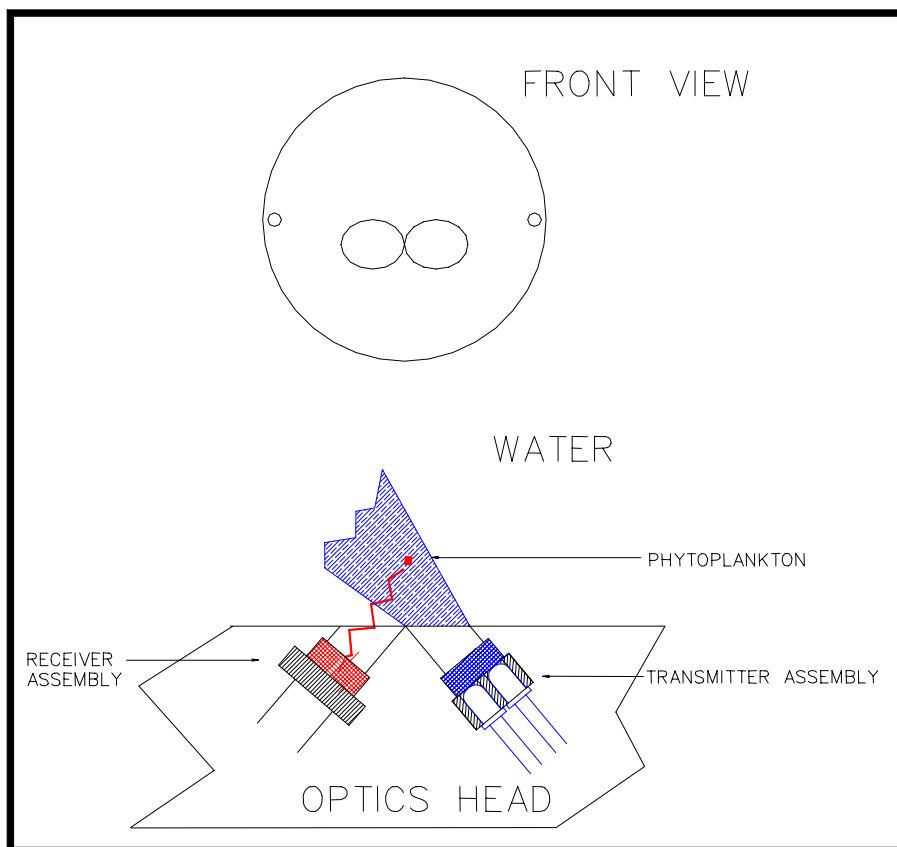 FRONT VIEW
WATER
PHYTOPLANKTON
RECEIVER
ASSEMBLY
TRANSMITTER ASSEMBLY
OPTICS HEAD